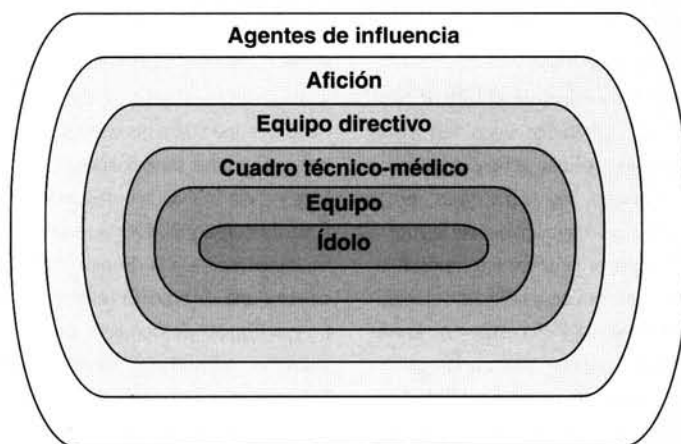 Agentes de influencia
Afición
Equipo directivo
Cuadro técnico-médico
Equipo
Ídolo